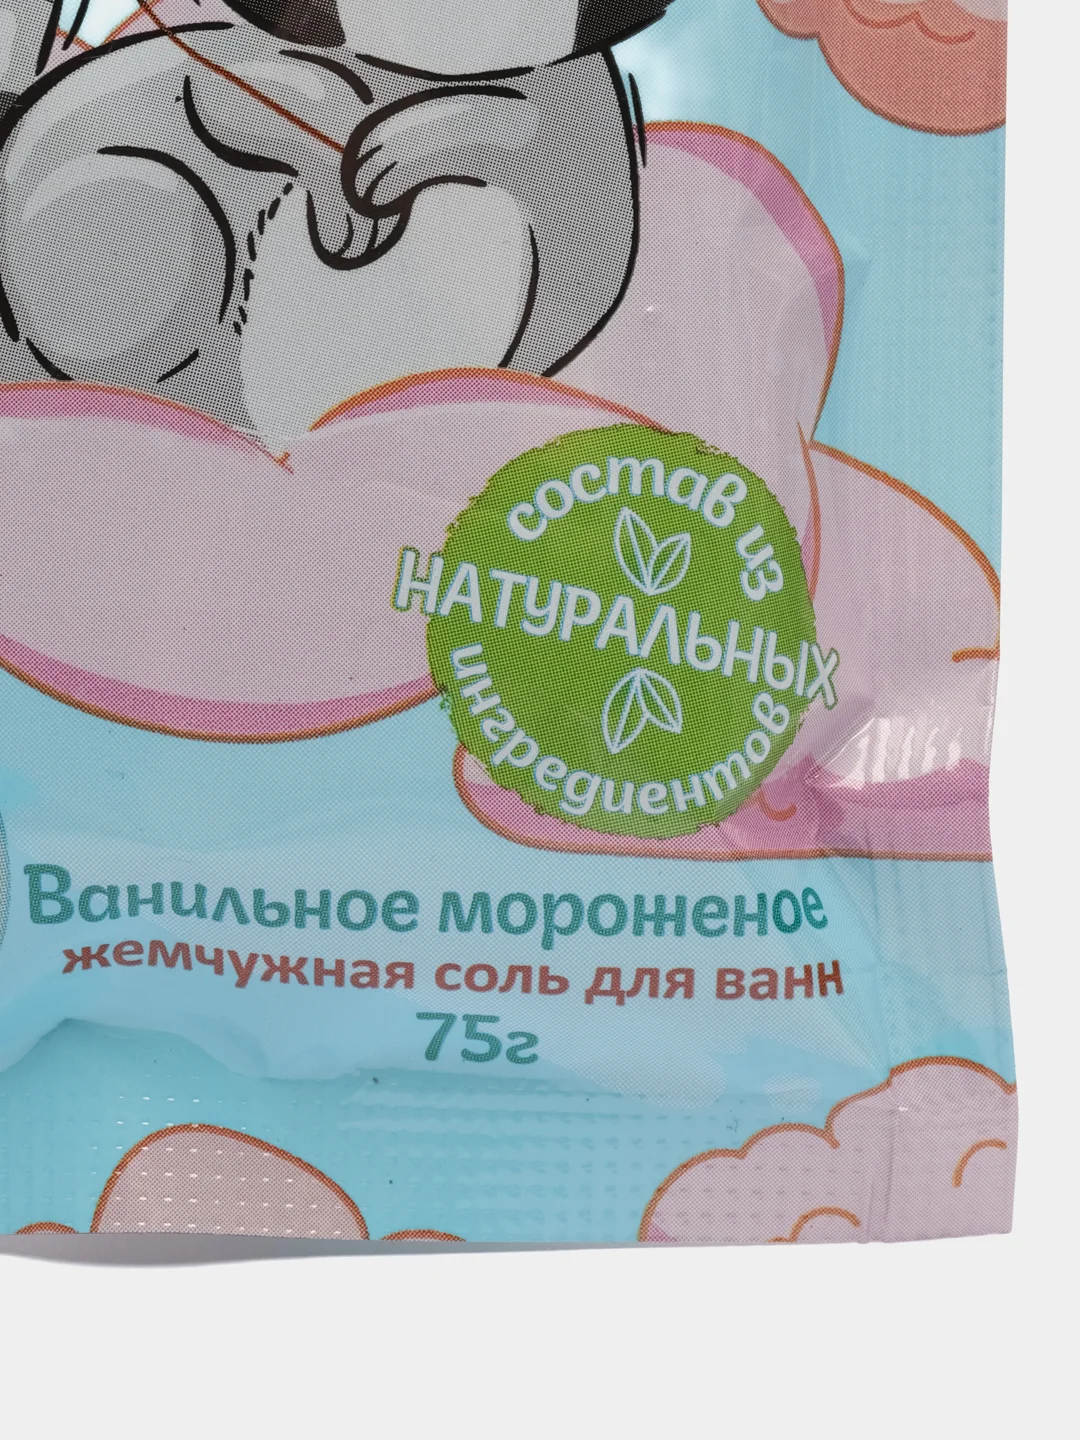 состав из
НАТУРАЛЬНЫХ
ингредиентов
Ванильное мороженое
жемчужная соль для ванн
75г